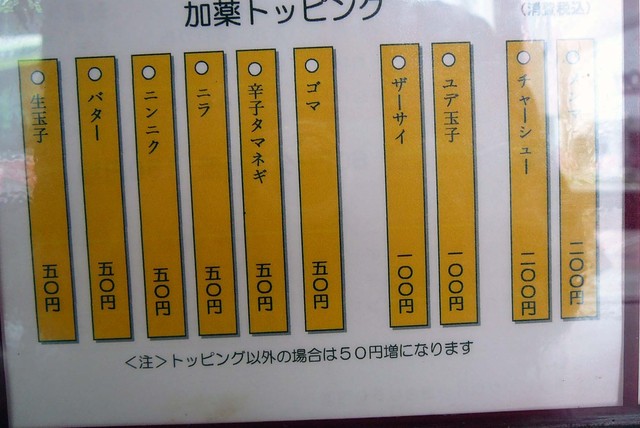 加薬トッピング
(消費税込)
生玉子 五〇円
バター 五〇円
ニンニク 五〇円
ニラ 五〇円
辛子タマネギ 五〇円
ゴマ 五〇円
ザーサイ 一〇〇円
ユデ玉子 一〇〇円
チャーシュー 二〇〇円
二〇〇円
＜注＞トッピング以外の場合は５０円増になります